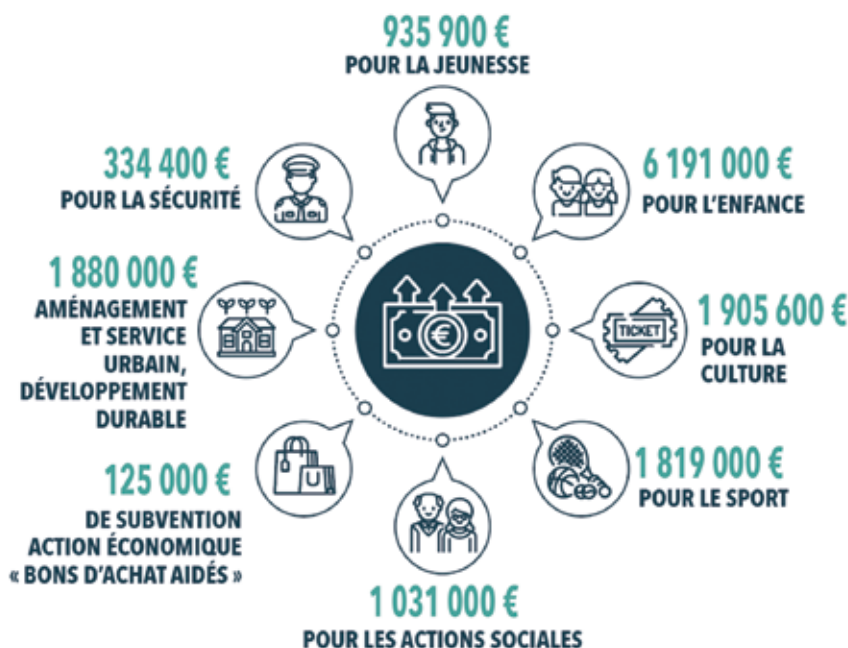 935 900 €
POUR LA JEUNESSE
334 400 €
POUR LA SÉCURITÉ
6 191 000 €
POUR L'ENFANCE
1 880 000 €
AMÉNAGEMENT
ET SERVICE
URBAIN,
DÉVELOPPEMENT
DURABLE
€
TICKET
1 905 600 €
POUR LA
CULTURE
125 000 €
DE SUBVENTION
ACTION ÉCONOMIQUE
« BONS D'ACHAT AIDÉS »
1 819 000 €
POUR LE SPORT
1 031 000 €
POUR LES ACTIONS SOCIALES